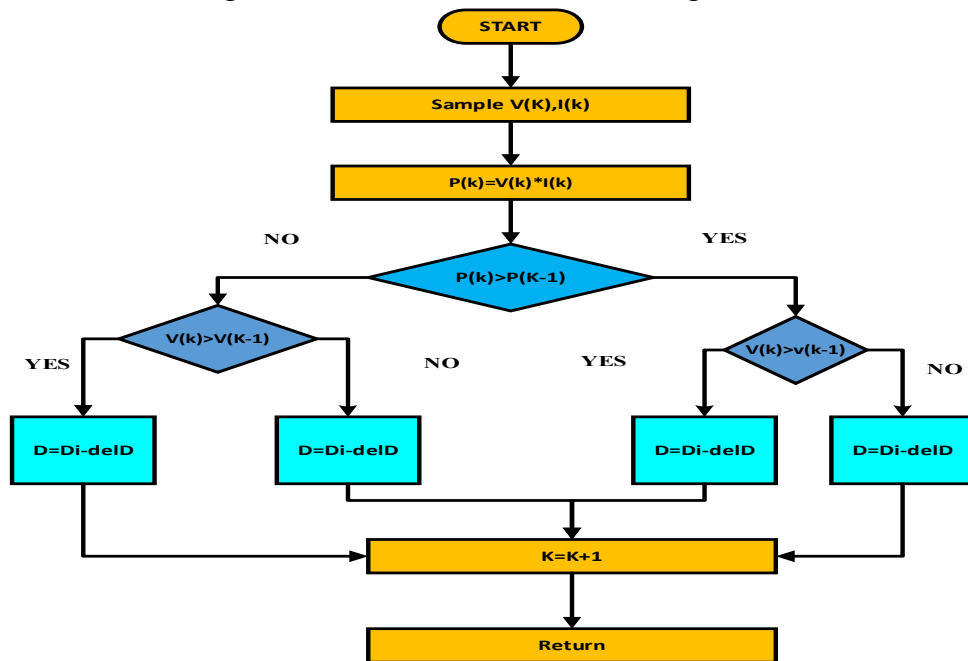 START
Sample V(K),I(k)
P(k)=V(k)*I(k)
NO
YES
P(k)>P(K-1)
V(k)>V(K-1)
V(k)>v(k-1)
YES
NO
YES
NO
D=Di-delD
D=Di-delD
D=Di-delD
D=Di-delD
K=K+1
Return